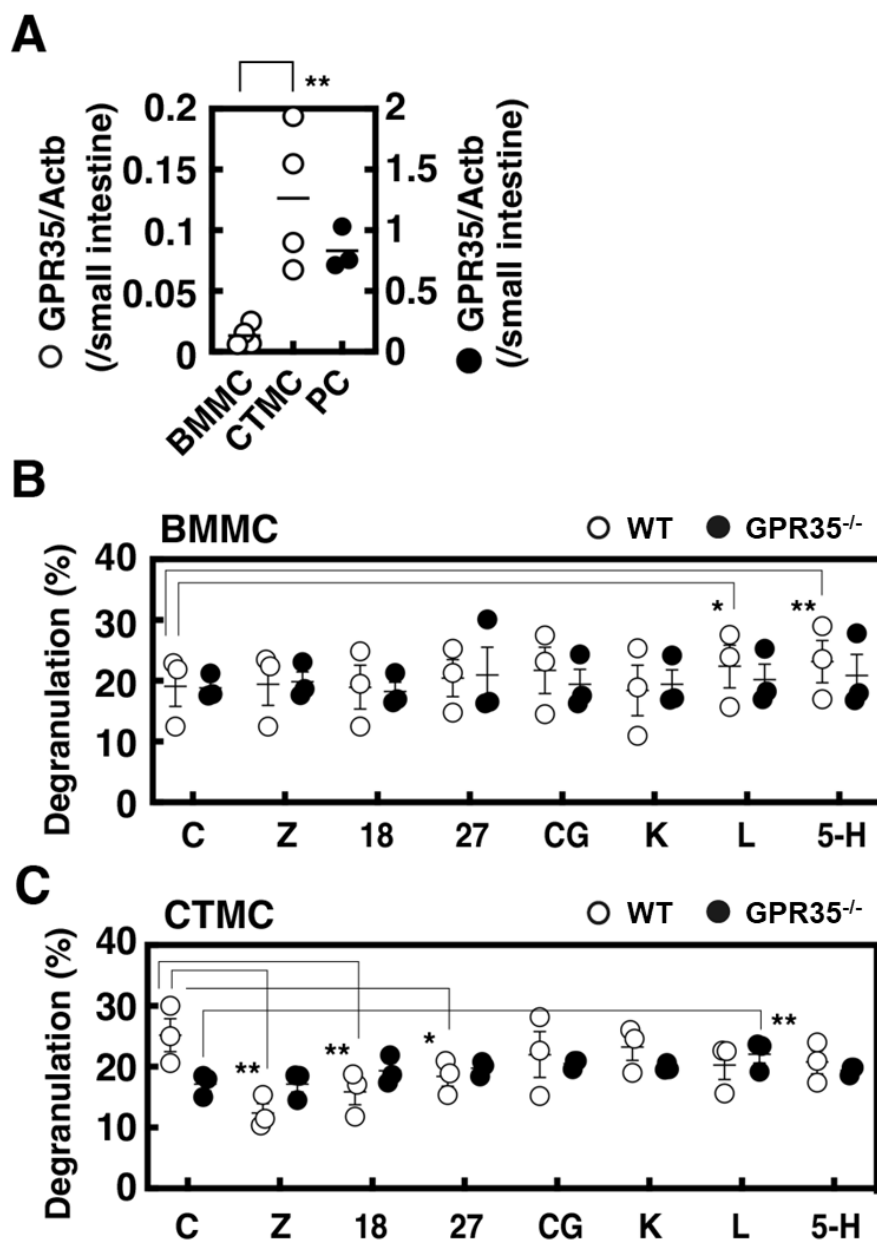 A
**
0.2
0.15
0.1
0.05
0
GPR35/Actb
(/small intestine)
2
1.5
1
0.5
0
GPR35/Actb
(/small intestine)
BMMC
CTMC
PC
B
BMMC
WT
GPR35-/-
Degranulation (%)
40
30
20
10
0
*
**
C
Z
18
27
CG
K
L
5-H
C
CTMC
WT
GPR35-/-
Degranulation (%)
40
30
20
10
0
**
**
*
**
C
Z
18
27
CG
K
L
5-H